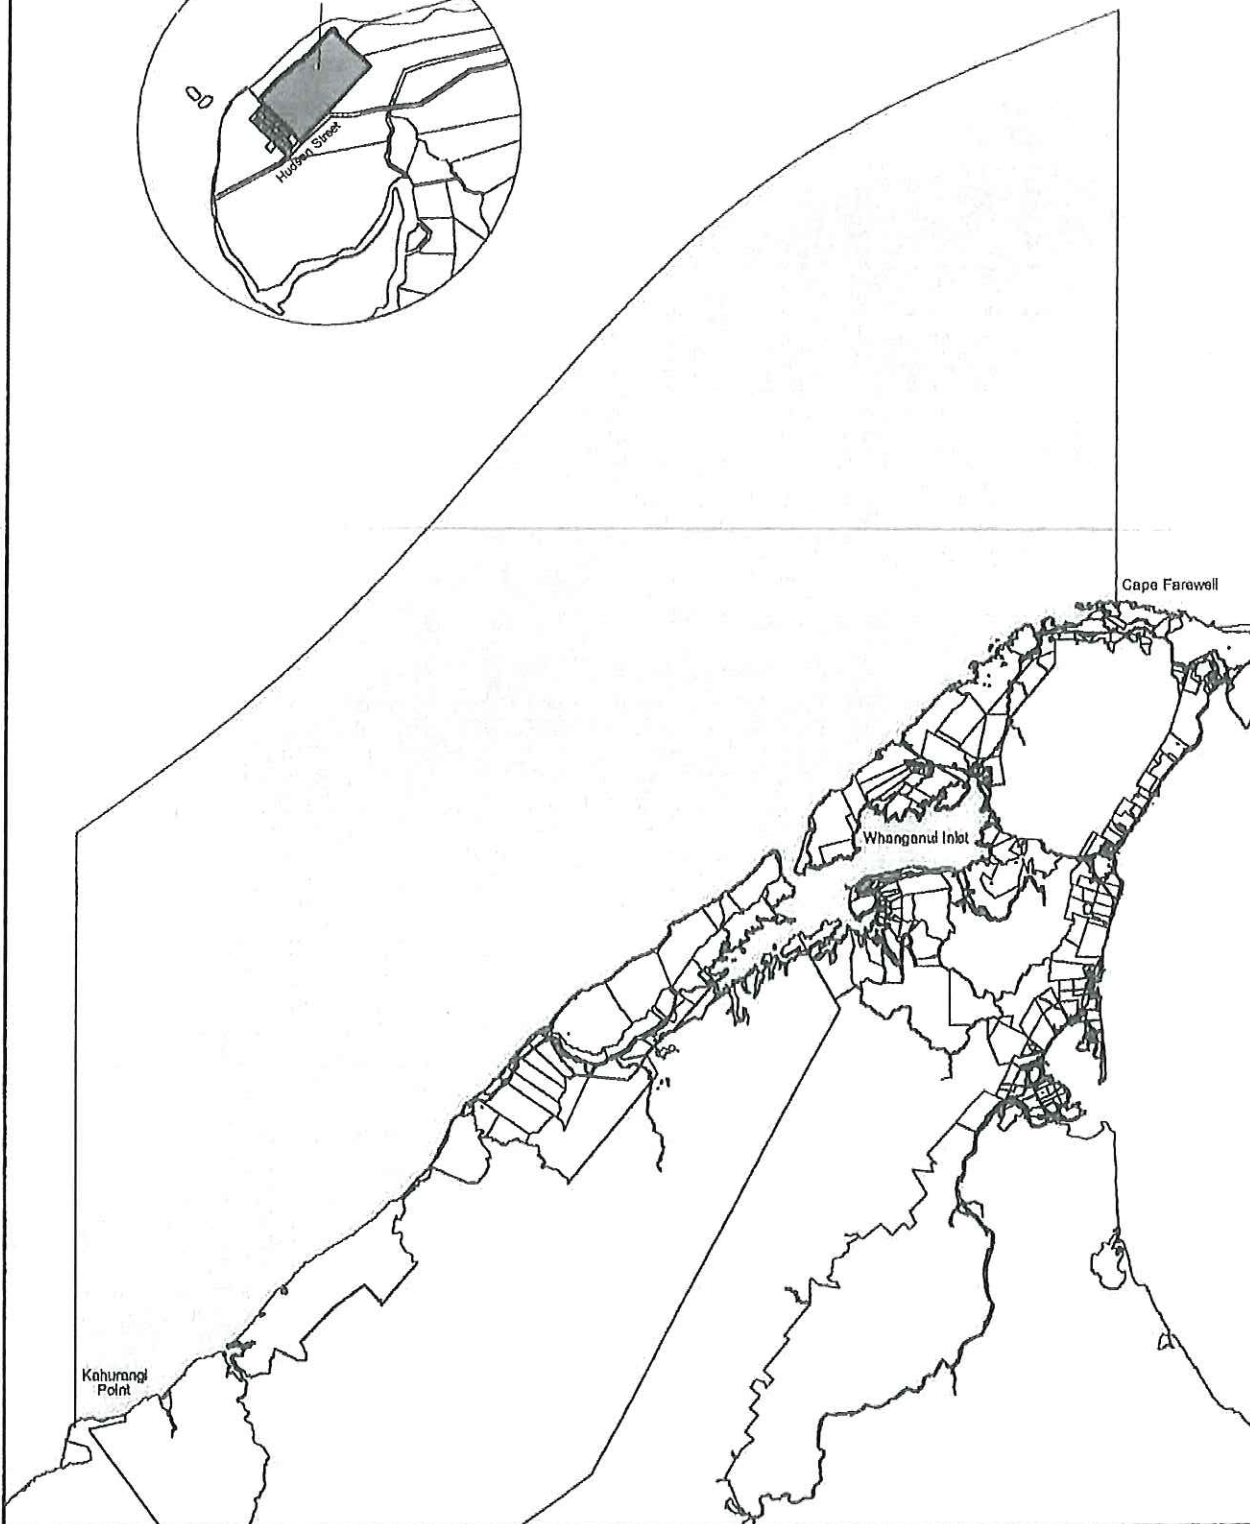 Hudson Street
Cape Farewell
Whanganui Inlet
Kahurangi
Point